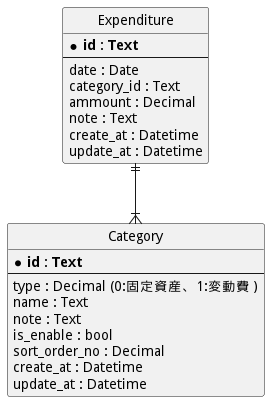 Expenditure
id : Text
date : Date
category_id : Text
ammount : Decimal
note : Text
create_at : Datetime
update_at : Datetime
Category
id : Text
type : Decimal (0:固定資産、1:変動費 )
name : Text
note : Text
is_enable : bool
sort_order_no : Decimal
create_at : Datetime
update_at : Datetime